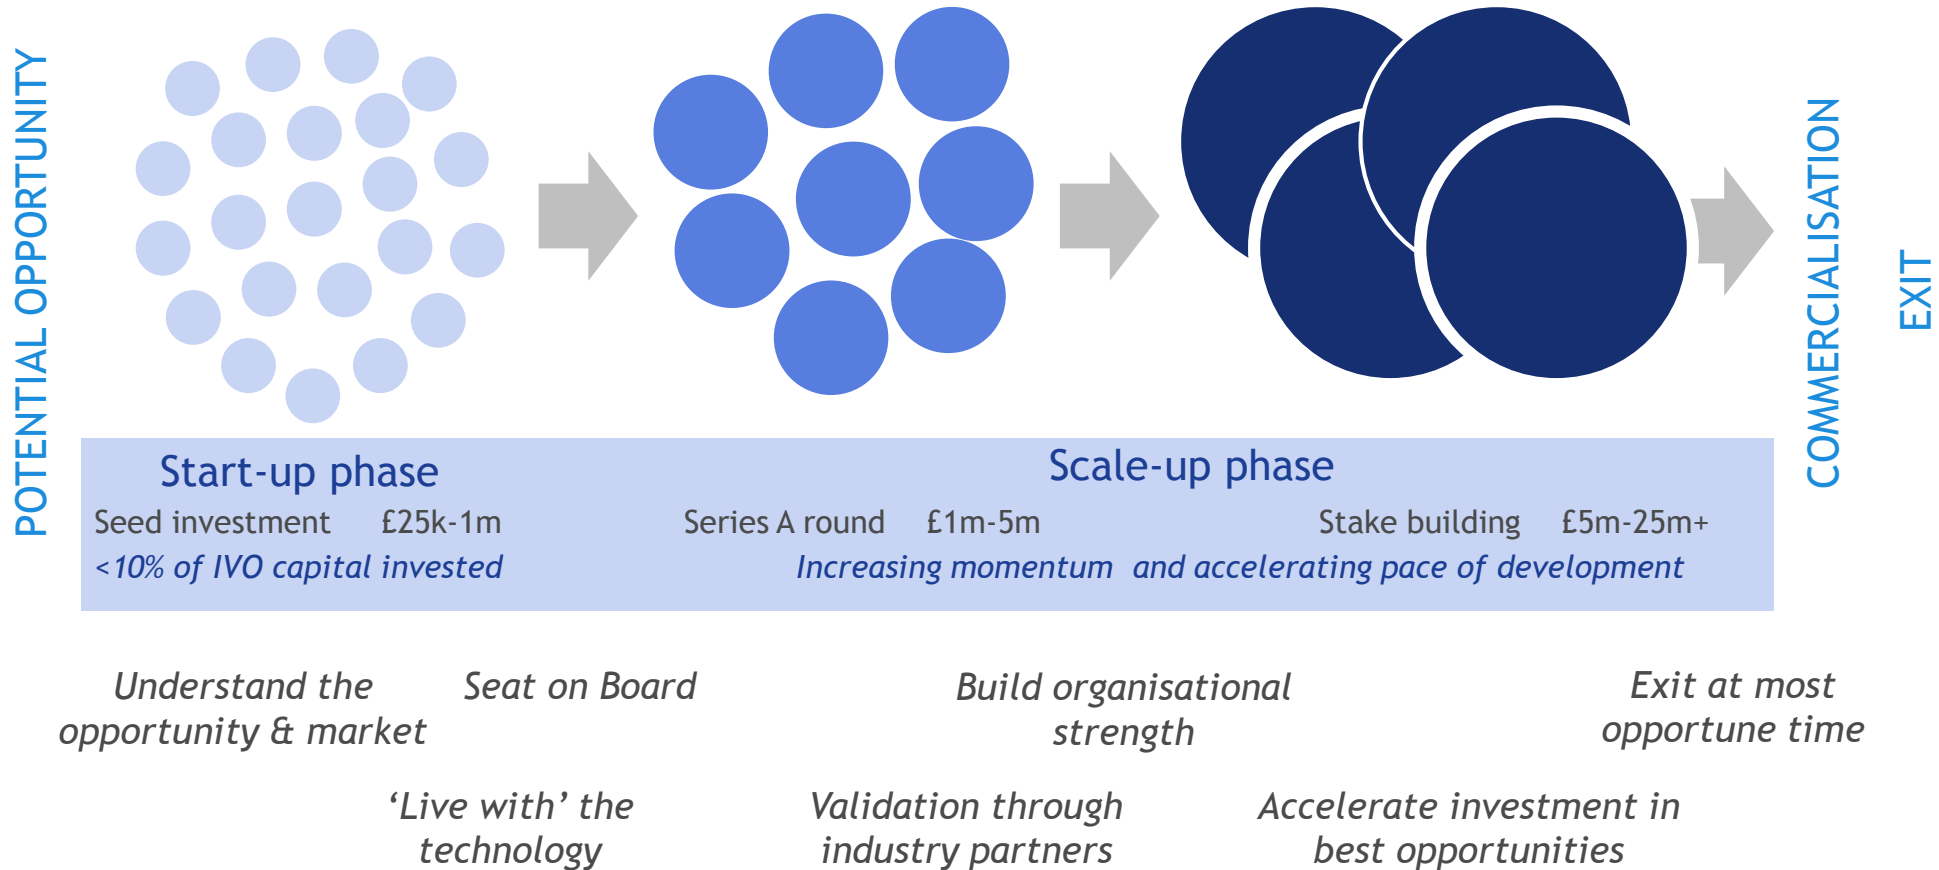 POTENTIAL OPPORTUNITY
COMMERCIALISATION
EXIT
Start-up phase
Seed investment £25k-1m
<10% of IVO capital invested
Scale-up phase
Series A round £1m-5m
Stake building £5m-25m+
Increasing momentum and accelerating pace of development
Understand the
opportunity & market
Seat on Board
Build organisational
strength
Exit at most
opportune time
‘Live with’ the
technology
Validation through
industry partners
Accelerate investment in
best opportunities